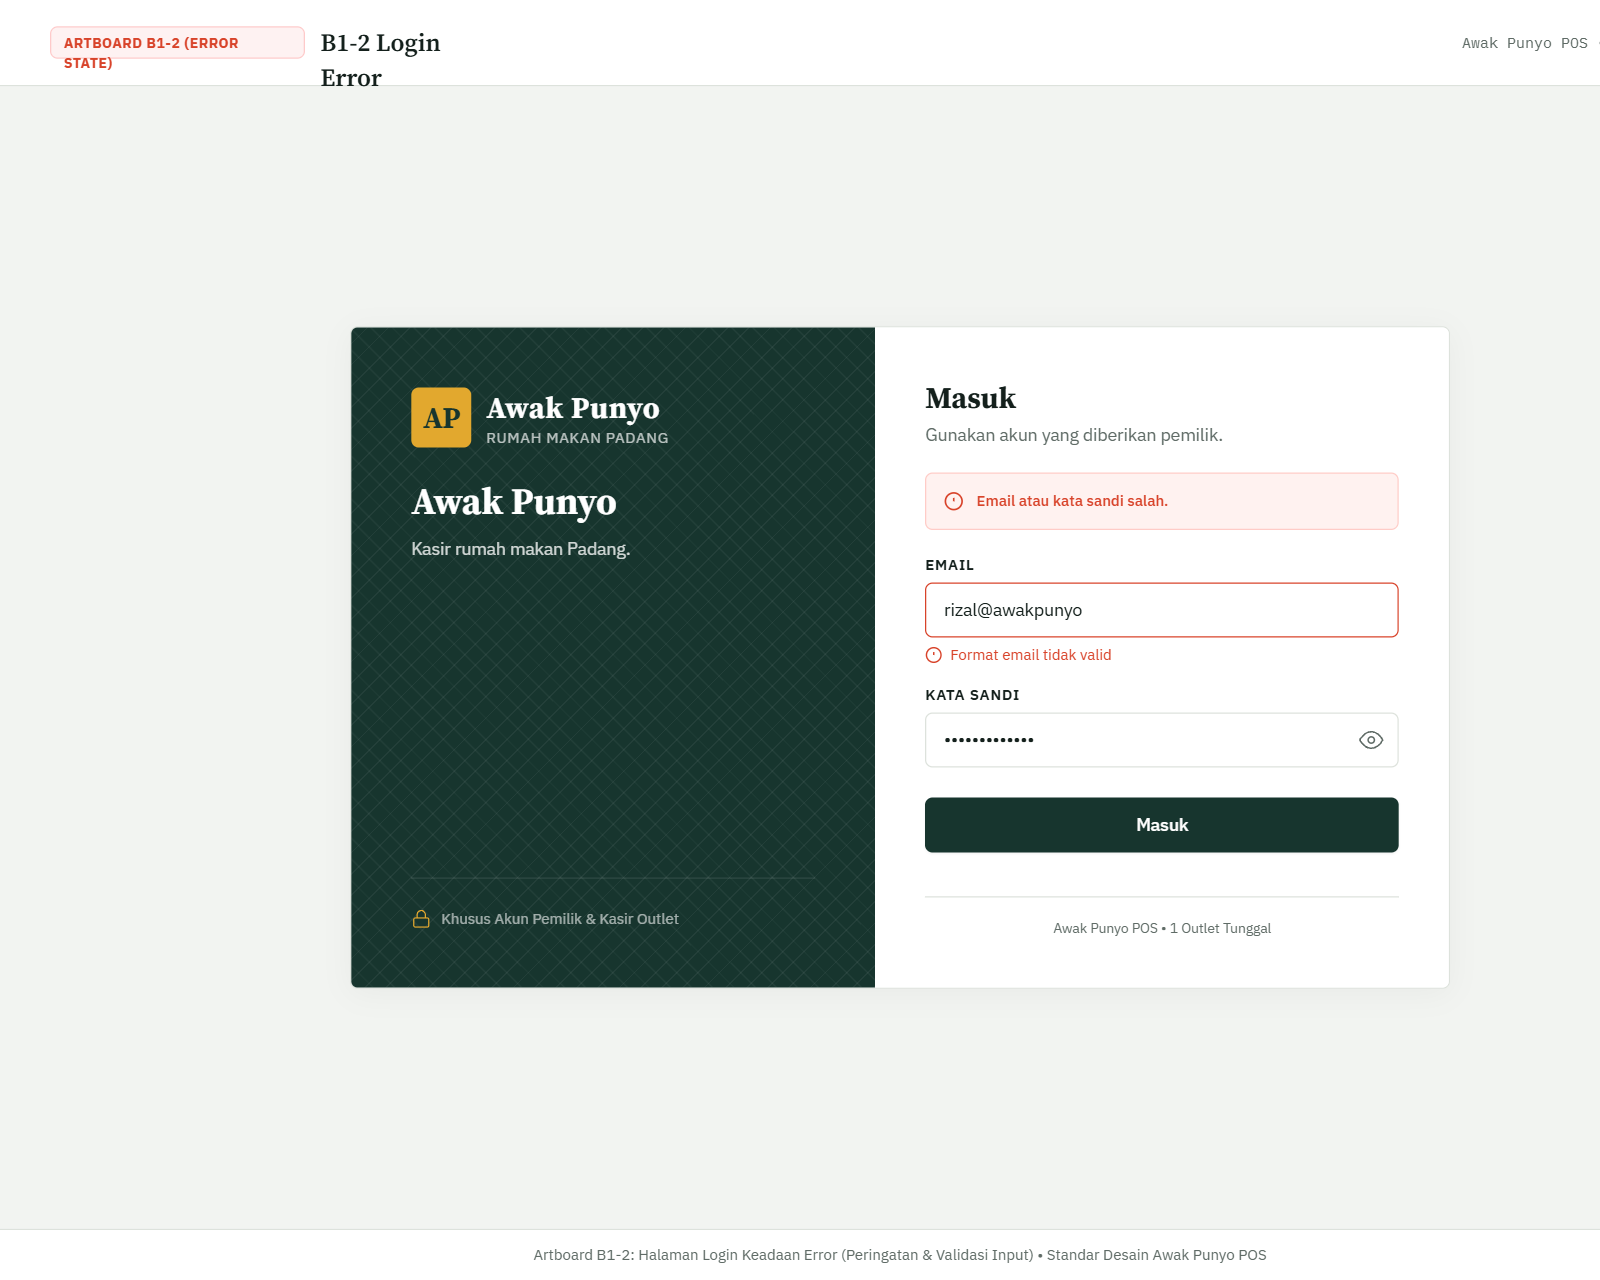 ARTBOARD B1-2 (ERROR
STATE)
B1-2 Login
Error
Awak Punyo POS
AP
Awak Punyo
RUMAH MAKAN PADANG
Awak Punyo
Kasir rumah makan Padang.
Khusus Akun Pemilik & Kasir Outlet
Masuk
Gunakan akun yang diberikan pemilik.
Email atau kata sandi salah.
EMAIL
rizal@awakpunyo
Format email tidak valid
KATA SANDI
•••••••••••••
Masuk
Awak Punyo POS • 1 Outlet Tunggal
Artboard B1-2: Halaman Login Keadaan Error (Peringatan & Validasi Input) • Standar Desain Awak Punyo POS